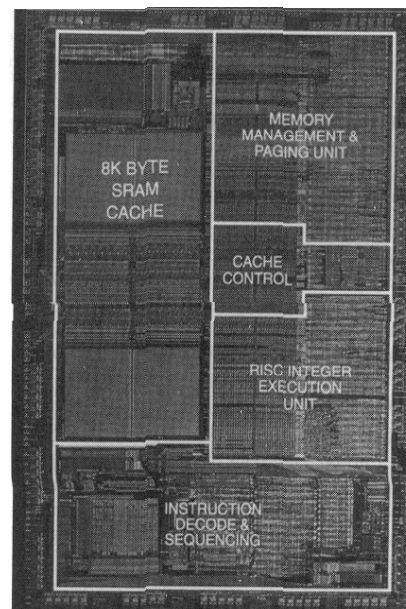 MEMORY
MANAGEMENT &
PAGING UNIT
8K BYTE
SRAM
CACHE
CACHE
CONTROL
RISC INTEGER
EXECUTION
UNIT
INSTRUCTION
DECODE &
SEQUENCING